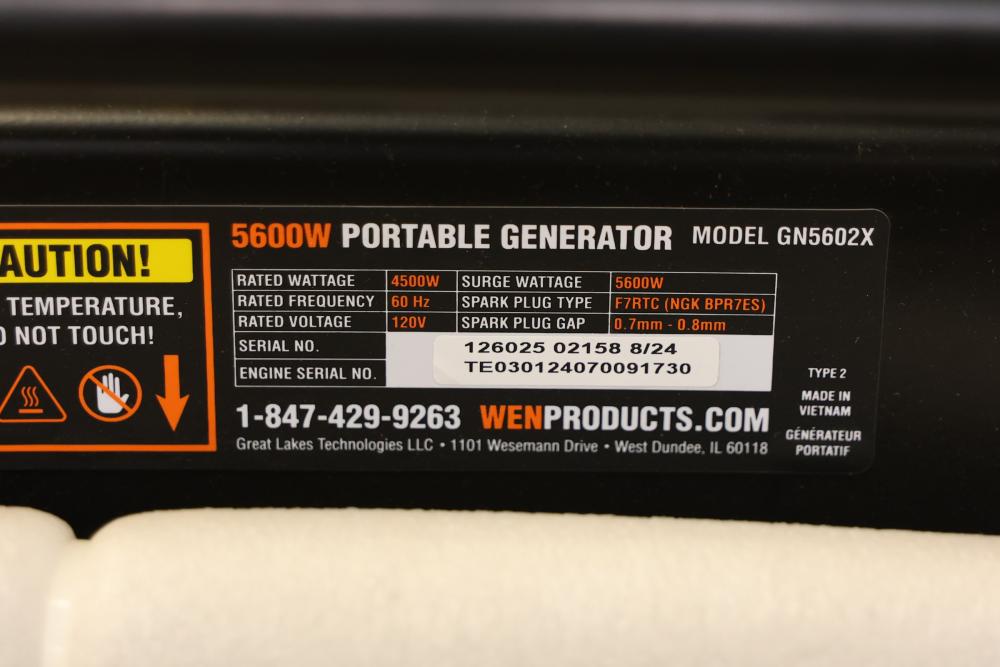 AUTION!
TEMPERATURE,
NOT TOUCH!
5600W PORTABLE GENERATOR MODEL GN5602X
RATED WATTAGE 4500W SURGE WATTAGE 5600W
RATED FREQUENCY 60 Hz SPARK PLUG TYPE F7RTC (NGK BPR7ES)
RATED VOLTAGE 120V SPARK PLUG GAP 0.7mm - 0.8mm
SERIAL NO. 126025 02158 8/24
ENGINE SERIAL NO. TE030124070091730
1-847-429-9263 WENPRODUCTS.COM
Great Lakes Technologies LLC • 1101 Wesemann Drive • West Dundee, IL 60118
TYPE 2
MADE IN
VIETNAM
GÉNÉRATEUR
PORTATIF